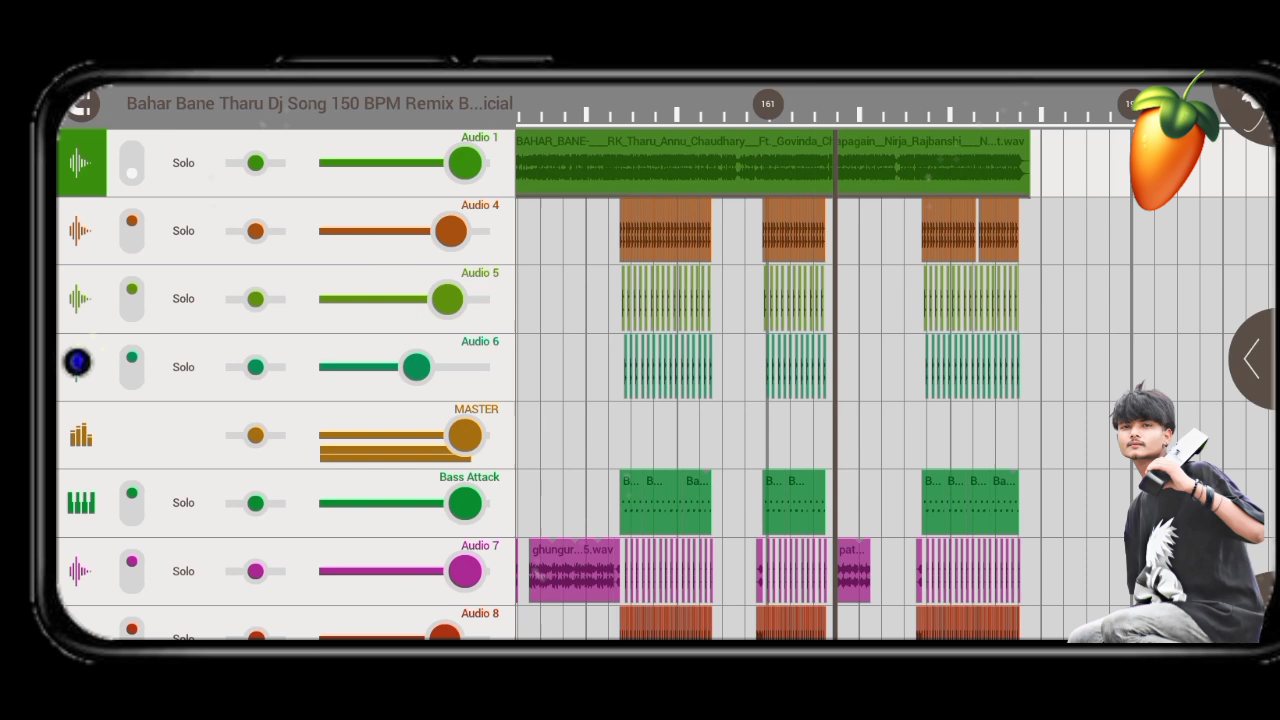 Bahar Bane Tharu Dj Song 150 BPM Remix B...icial
161
Audio 1
BAHAR_BANE-___RK_Tharu_Annu_Chaudhary__Ft._Govinda_Chapagain__Nirja_Rajbanshi___N...t.wav
Solo
Audio 4
Solo
Audio 5
Solo
Audio 6
Solo
MASTER
Bass Attack
B... B... Ba...
B... B...
B... B... B... Ba...
Solo
Audio 7
ghungur...5.wav
pat...
Solo
Audio 8
Solo